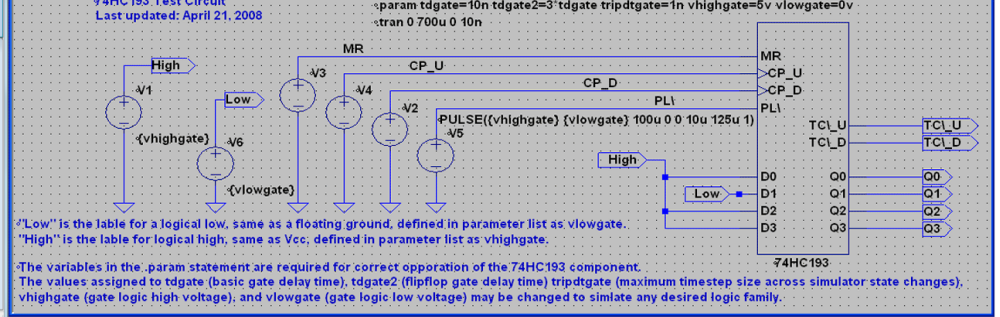 74HC193 Test Circuit
Last updated: April 21, 2008
.param tdgate=10n tdgate2=3*tdgate tripdtgate=1n vhighgate=5v vlowgate=0v
.tran 0 700u 0 10n
High
V1
{vhighgate}
Low
V6
{vlowgate}
MR
V3
CP_U
V4
CP_D
V2
PL\
PULSE({vhighgate} {vlowgate} 100u 0 0 10u 125u 1)
V5
High
Low
MR
CP_U
CP_D
PL\
TC\_U
TC\_D
D0
D1
D2
D3
Q0
Q1
Q2
Q3
TC\_U
TC\_D
Q0
Q1
Q2
Q3
74HC193
"Low" is the lable for a logical low, same as a floating ground, defined in parameter list as vlowgate.
"High" is the lable for logical high, same as Vcc, defined in parameter list as vhighgate.
The variables in the .param statement are required for correct opporation of the 74HC193 component.
The values assigned to tdgate (basic gate delay time), tdgate2 (flipflop gate delay time) tripdtgate (maximum timestep size across simulator state changes),
vhighgate (gate logic high voltage), and vlowgate (gate logic low voltage) may be changed to simlate any desired logic family.